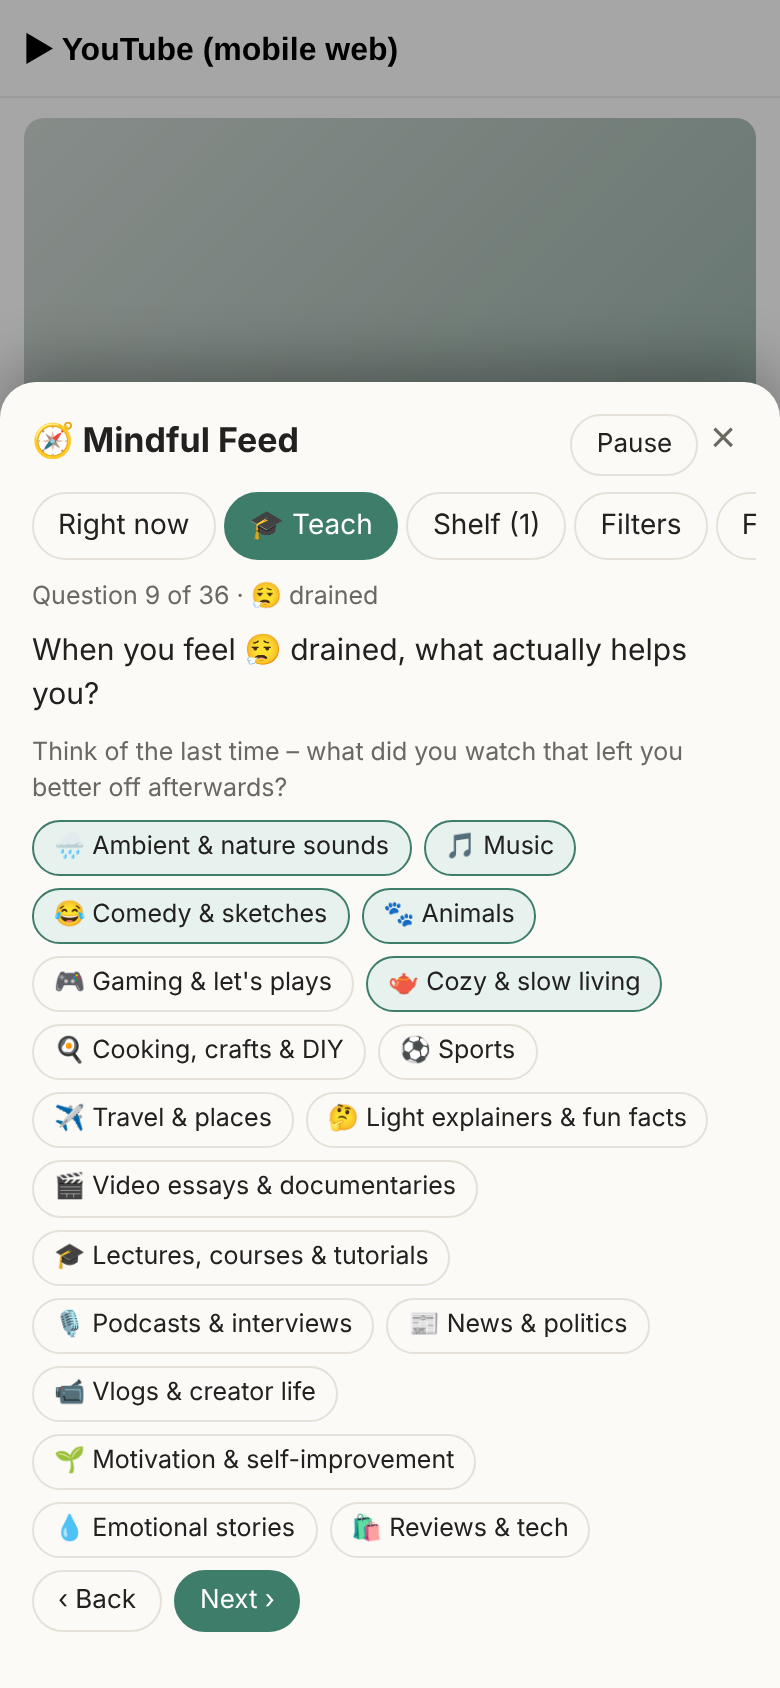 ▶ YouTube (mobile web)
🧭 Mindful Feed
Pause ✕
Right now 🎓 Teach Shelf (1) Filters F
Question 9 of 36 · 😮‍💨 drained
When you feel 😮‍💨 drained, what actually helps
you?
Think of the last time – what did you watch that left you
better off afterwards?
🌧️ Ambient & nature sounds 🎵 Music
😂 Comedy & sketches 🐾 Animals
🎮 Gaming & let's plays 🫖 Cozy & slow living
🍳 Cooking, crafts & DIY ⚽ Sports
✈️ Travel & places 🤔 Light explainers & fun facts
🎬 Video essays & documentaries
🎓 Lectures, courses & tutorials
🎙️ Podcasts & interviews 📰 News & politics
📹 Vlogs & creator life
🌱 Motivation & self-improvement
💧 Emotional stories 🛍️ Reviews & tech
‹ Back Next ›